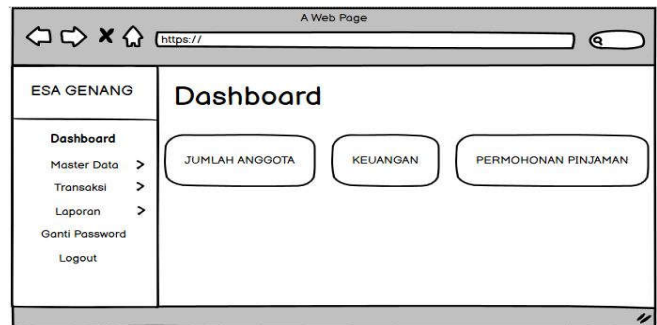 A Web Page
https://
ESA GENANG
Dashboard
Master Data >
Transaksi >
Laporan >
Ganti Password
Logout
Dashboard
JUMLAH ANGGOTA
KEUANGAN
PERMOHONAN PINJAMAN